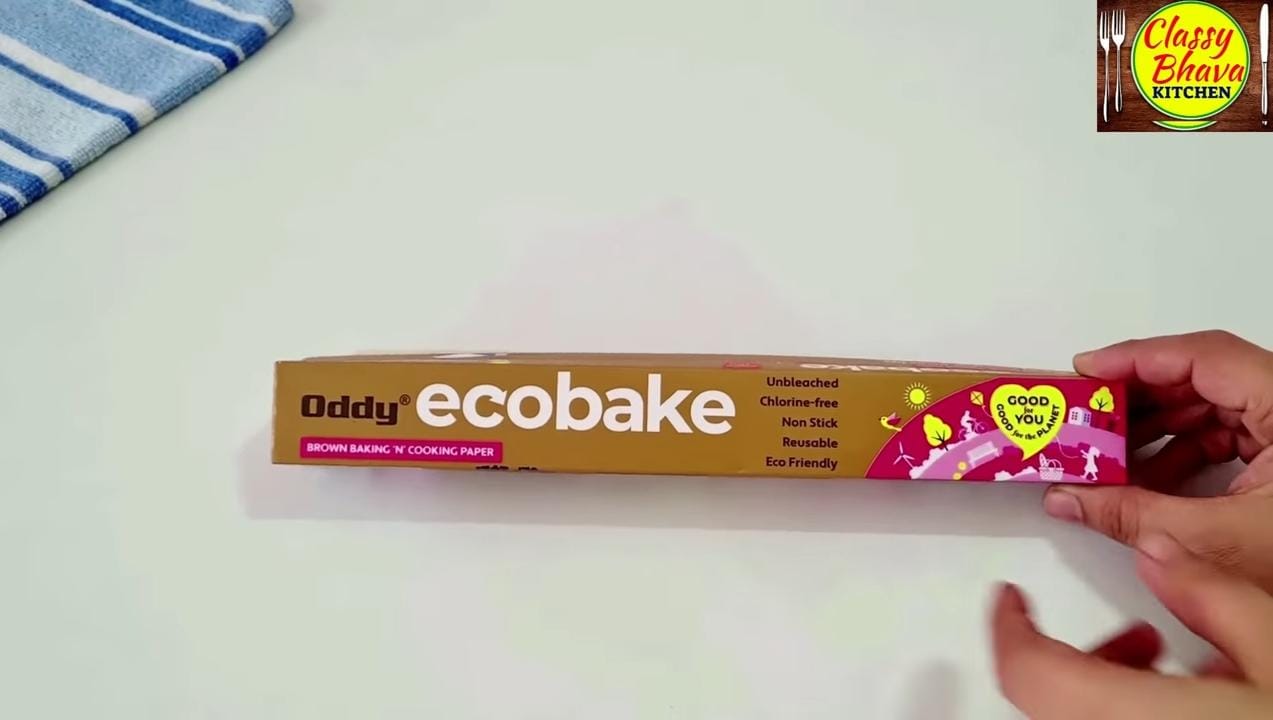 Classy
Bhava
KITCHEN
Oddy® ecobake
BROWN BAKING 'N' COOKING PAPER
Unbleached
Chlorine-free
Non Stick
Reusable
Eco Friendly
GOOD
for
YOU
GOOD for the PLANET